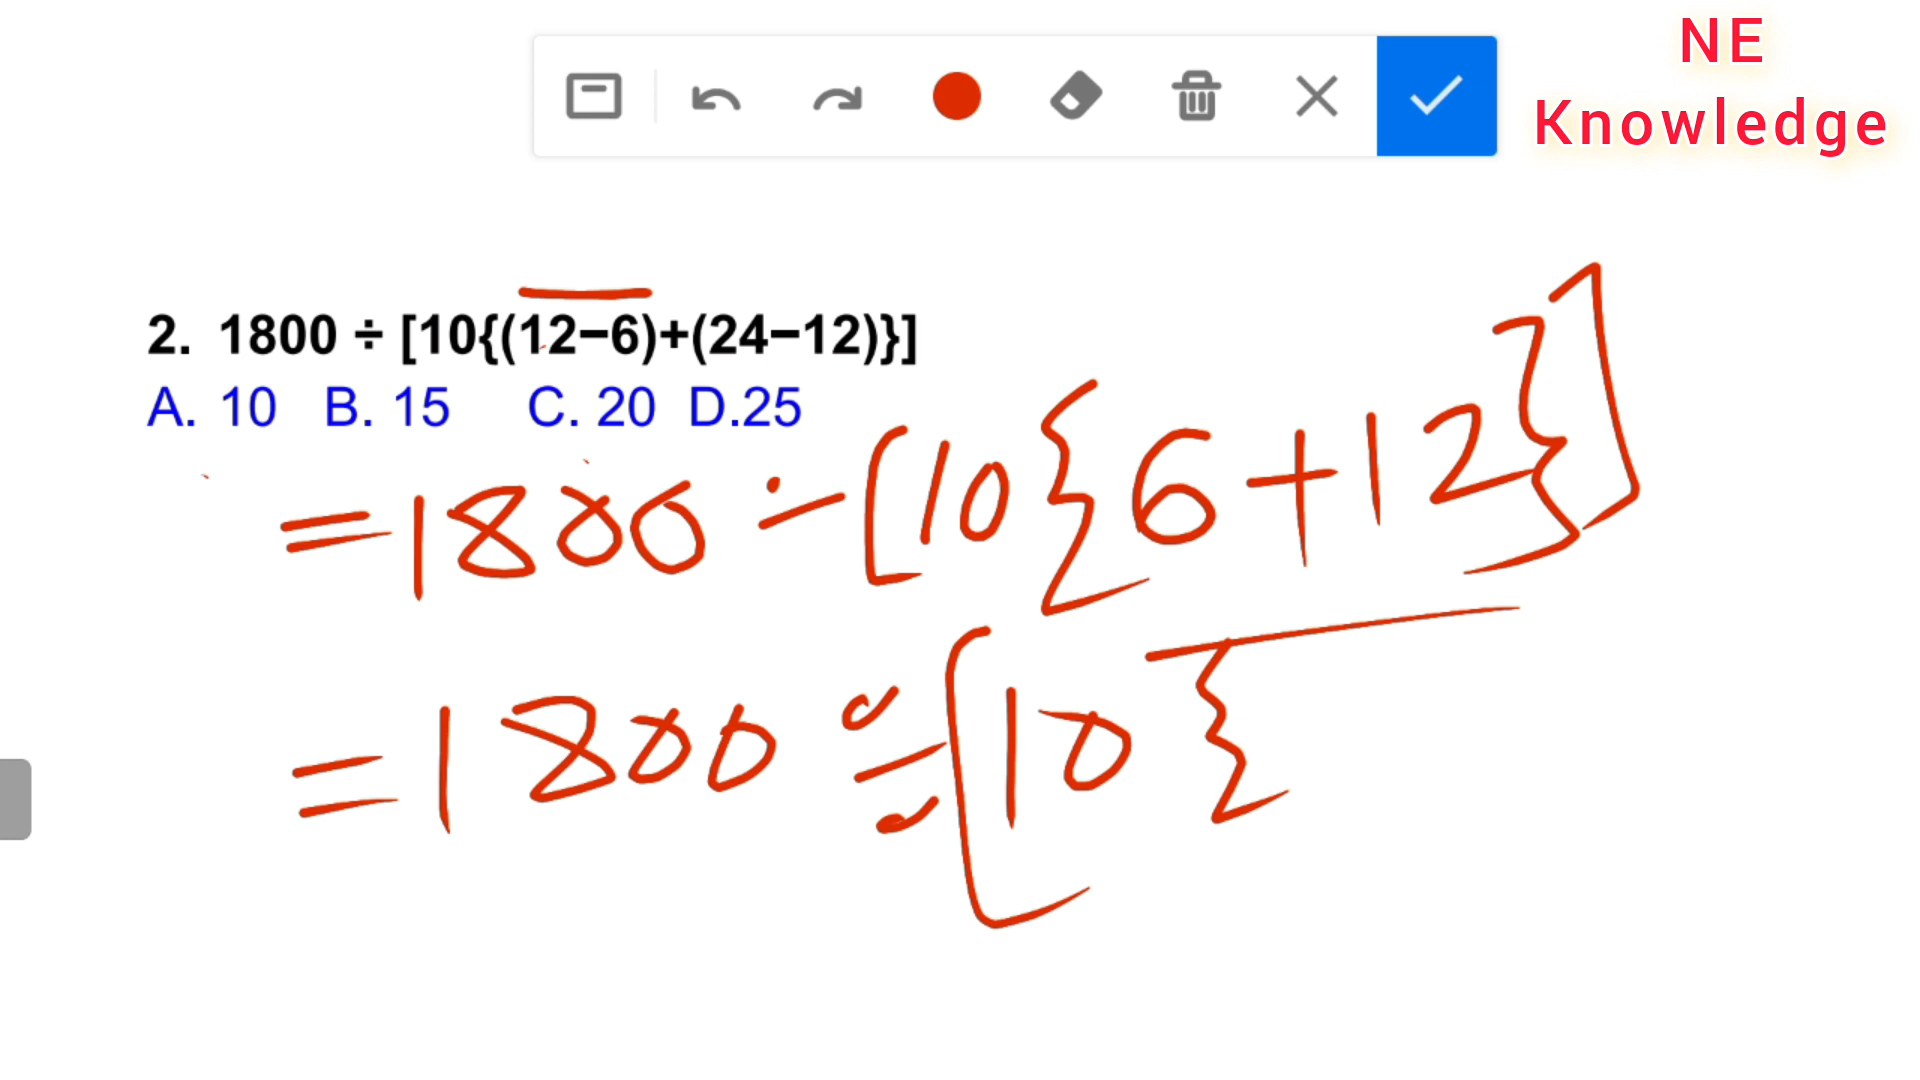 NE
Knowledge
2. 1800 ÷ [10{(12−6)+(24−12)}]
A. 10 B. 15 C. 20 D.25
=1800 ÷ [10{6+12}]
=1800 ÷ [10{